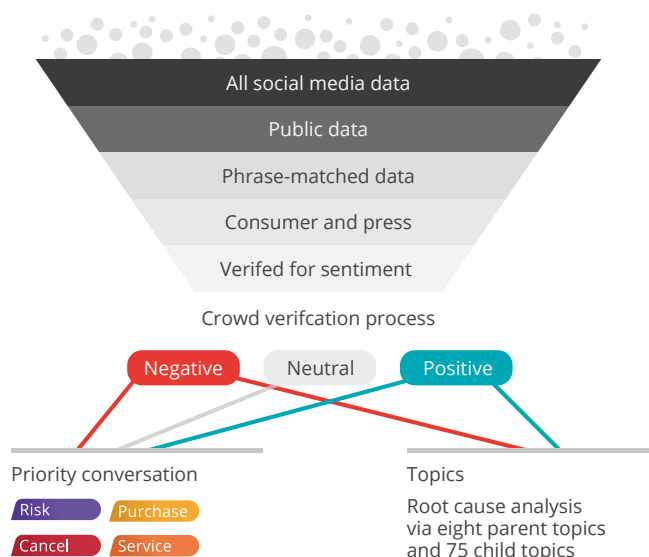 All social media data
Public data
Phrase-matched data
Consumer and press
Verifed for sentiment
Crowd verifcation process
Negative
Neutral
Positive
Priority conversation
Risk
Purchase
Cancel
Service
Topics
Root cause analysis
via eight parent topics
and 75 child topics